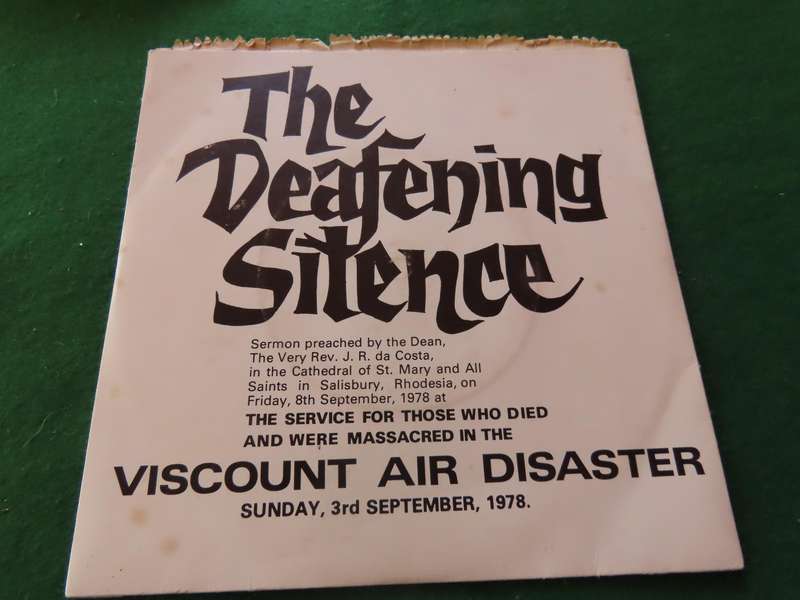 The
Deafening
Silence
Sermon preached by the Dean,
The Very Rev. J. R. da Costa,
in the Cathedral of St. Mary and All
Saints in Salisbury, Rhodesia, on
Friday, 8th September, 1978 at
THE SERVICE FOR THOSE WHO DIED
AND WERE MASSACRED IN THE
VISCOUNT AIR DISASTER
SUNDAY, 3rd SEPTEMBER, 1978.